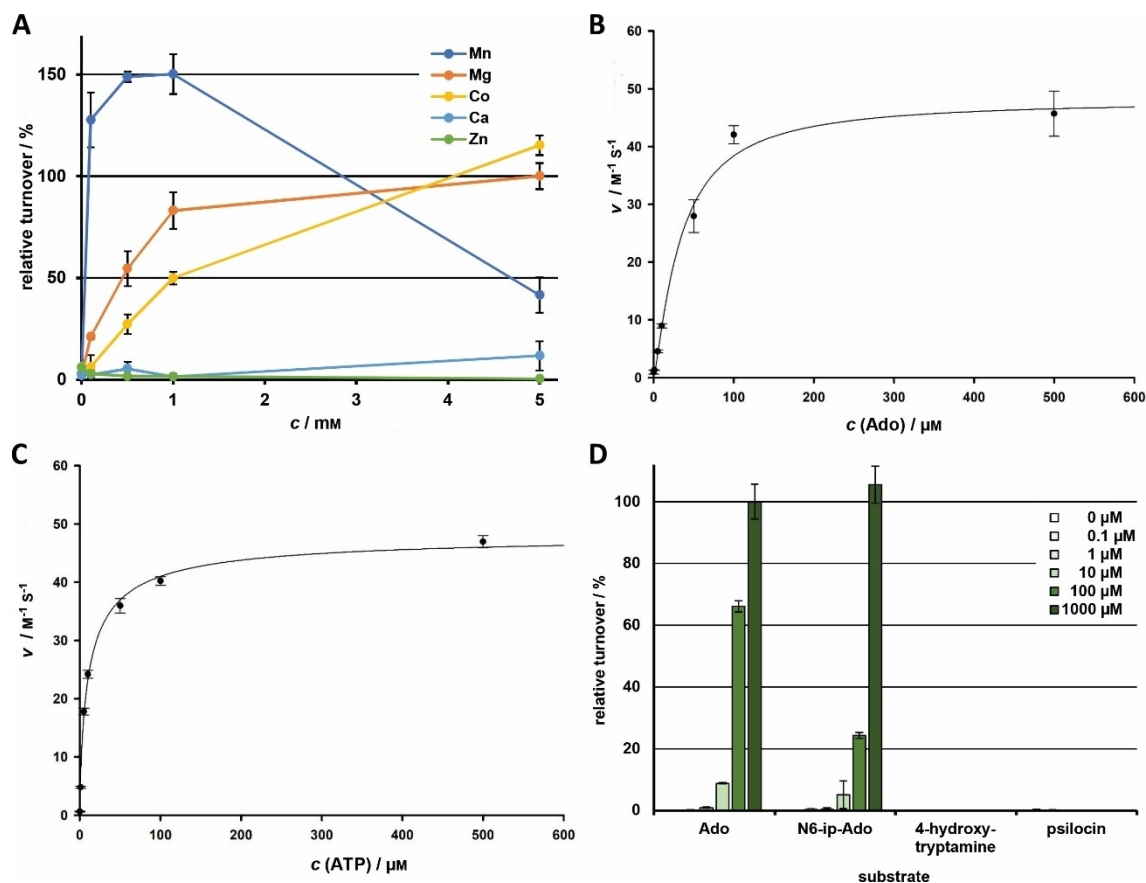 A
relative turnover / %
150
100
50
0
Mn
Mg
Co
Ca
Zn
0 1 2 3 4 5
c / mM
B
v / M⁻¹ S⁻¹
60
50
40
30
20
10
0
0 100 200 300 400 500 600
c (Ado) / µM
C
v / M⁻¹ S⁻¹
60
50
40
30
20
10
0
0 100 200 300 400 500 600
c (ATP) / µM
D
relative turnover / %
100
80
60
40
20
0
0 µM
0.1 µM
1 µM
10 µM
100 µM
1000 µM
Ado N6-ip-Ado 4-hydroxy- psilocin
tryptamine
substrate